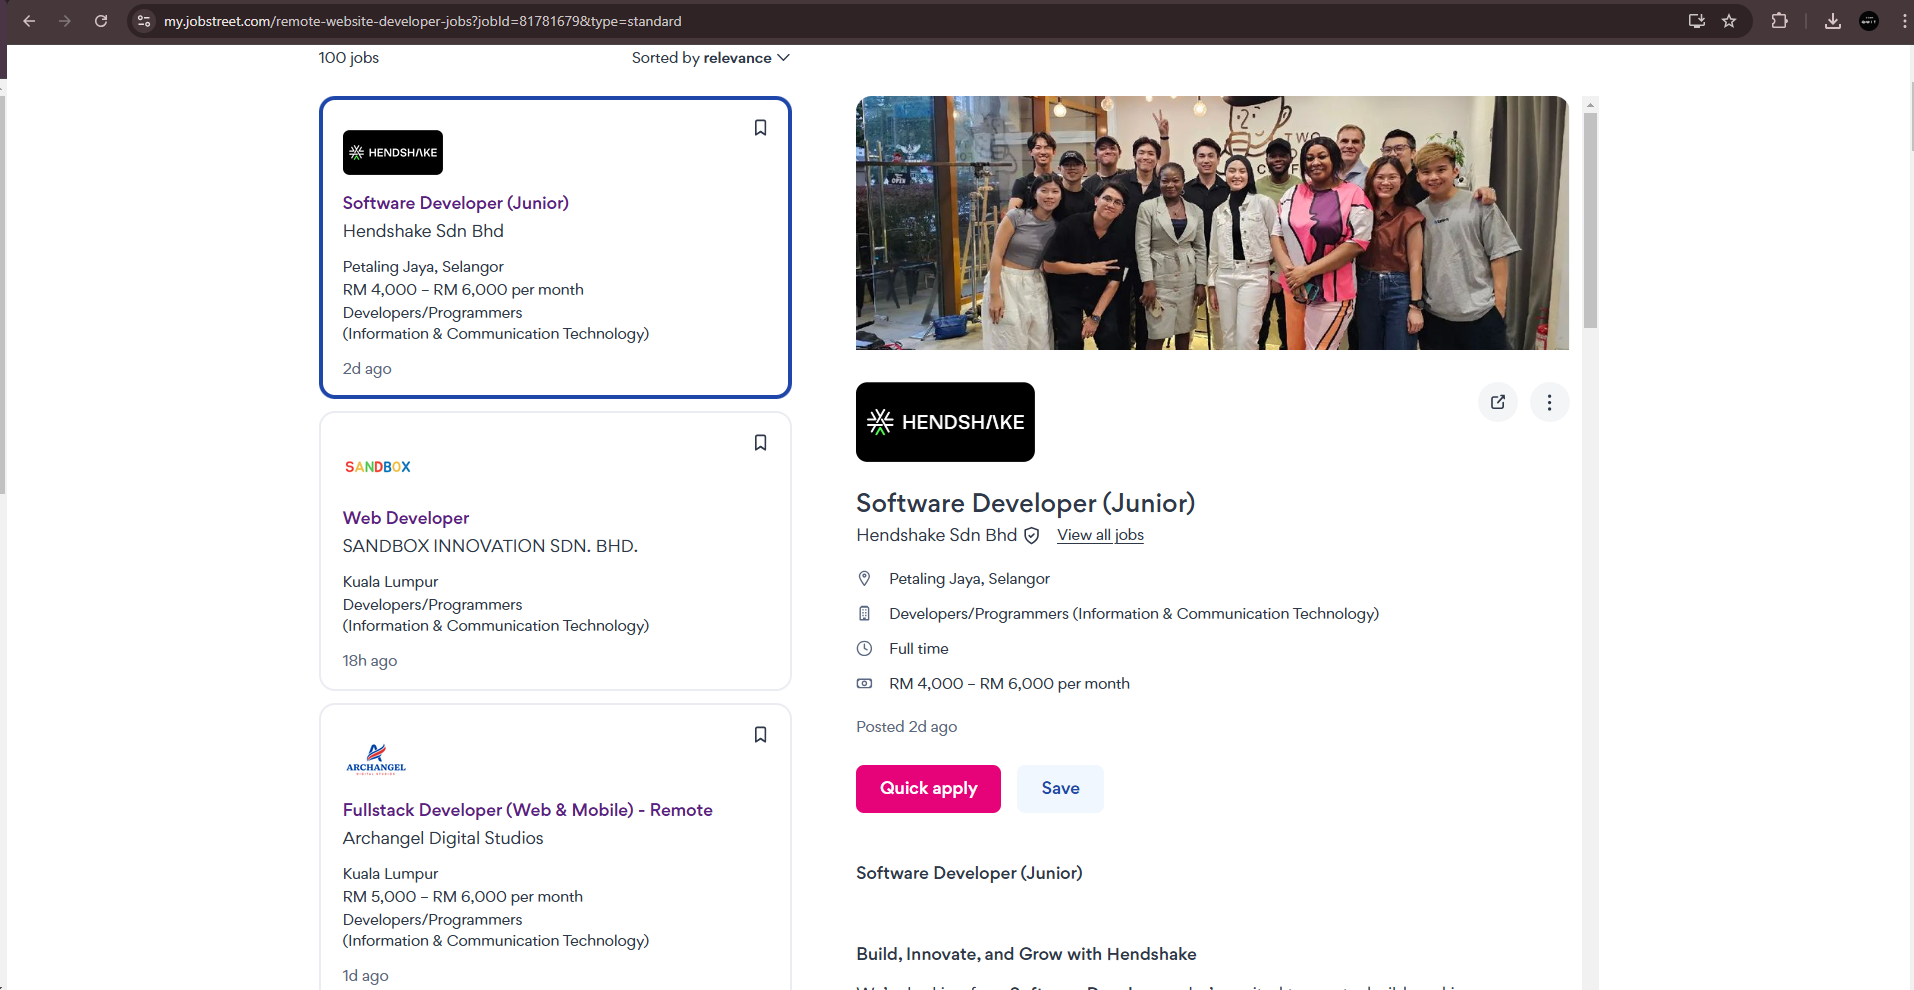 my.jobstreet.com/remote-website-developer-jobs?jobId=81781679&type=standard
100 jobs
Sorted by relevance
HENDSHAKE
Software Developer (Junior)
Hendshake Sdn Bhd
Petaling Jaya, Selangor
RM 4,000 – RM 6,000 per month
Developers/Programmers
(Information & Communication Technology)
2d ago
SANDBOX
Web Developer
SANDBOX INNOVATION SDN. BHD.
Kuala Lumpur
Developers/Programmers
(Information & Communication Technology)
18h ago
ARCHANGEL
DIGITAL STUDIOS
Fullstack Developer (Web & Mobile) - Remote
Archangel Digital Studios
Kuala Lumpur
RM 5,000 – RM 6,000 per month
Developers/Programmers
(Information & Communication Technology)
1d ago
TWO
OPEN
HENDSHAKE
Software Developer (Junior)
Hendshake Sdn Bhd
View all jobs
Petaling Jaya, Selangor
Developers/Programmers (Information & Communication Technology)
Full time
RM 4,000 – RM 6,000 per month
Posted 2d ago
Quick apply
Save
Software Developer (Junior)
Build, Innovate, and Grow with Hendshake